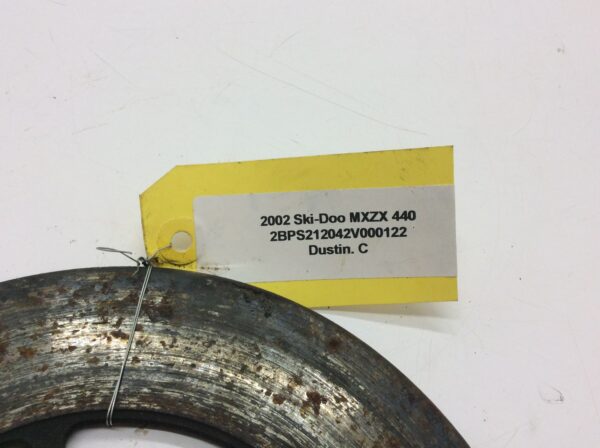 2002 Ski-Doo MXZX 440
2BPS212042V000122
Dustin. C